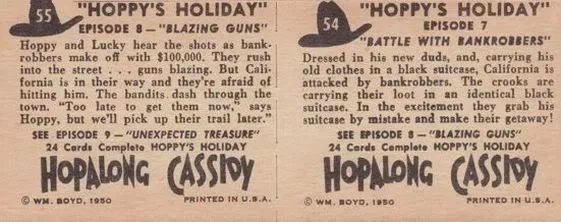 55
"HOPPY'S HOLIDAY"
EPISODE 8 — "BLAZING GUNS"
Hoppy and Lucky hear the shots as bank-
robbers make off with $100,000. They rush
into the street . . . guns blazing. But Cali-
fornia is in their way and they're afraid of
hitting him. The bandits dash through the
town. "Too late to get them now," says
Hoppy, but we'll pick up their trail later."
SEE EPISODE 9 — "UNEXPECTED TREASURE"
24 Cards Complete HOPPY'S HOLIDAY
HOPALONG CASSIDY
© WM. BOYD, 1950 PRINTED IN U.S.A.
54
"HOPPY'S HOLIDAY"
EPISODE 7
"BATTLE WITH BANKROBBERS"
Dressed in his new duds, and, carrying his
old clothes in a black suitcase, California is
attacked by bankrobbers. The crooks are
carrying their loot in an identical black
suitcase. In the excitement they grab his
suitcase by mistake and make their getaway!
SEE EPISODE 8 — "BLAZING GUNS"
24 Cards Complete HOPPY'S HOLIDAY
HOPALONG CASSIDY
© WM. BOYD, 1950 PRINTED IN U.S.A.